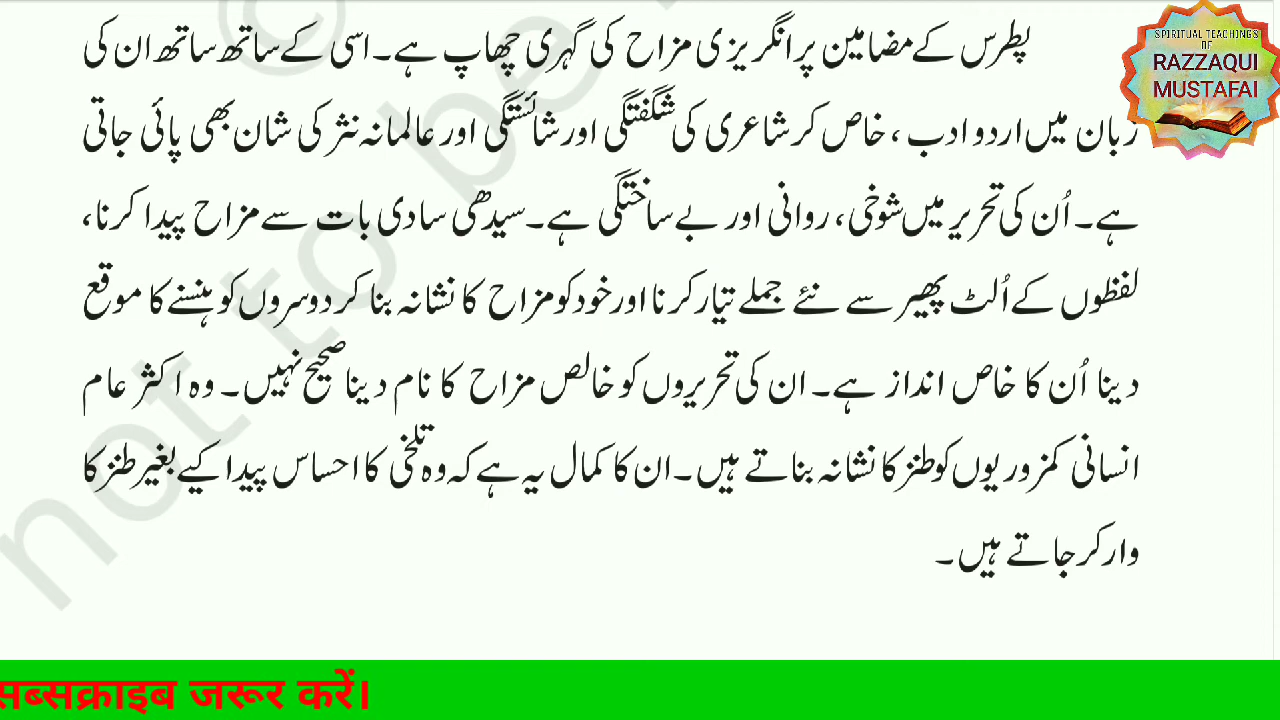 پطرس کے مضامین پر انگریزی مزاح کی گہری چھاپ ہے۔ اسی کے ساتھ ساتھ ان کی
زبان میں اردو ادب، خاص کر شاعری کی شگفتگی اور شائستگی اور عالمانہ نثر کی شان بھی پائی جاتی
ہے۔ اُن کی تحریر میں شوخی، روانی اور بے ساختگی ہے۔ سیدھی سادی بات سے مزاح پیدا کرنا،
لفظوں کے اُلٹ پھیر سے نئے جملے تیار کرنا اور خود کو مزاح کا نشانہ بنا کر دوسروں کو ہنسنے کا موقع
دینا اُن کا خاص انداز ہے۔ ان کی تحریروں کو خالص مزاح کا نام دینا صحیح نہیں۔ وہ اکثر عام
انسانی کمزوریوں کو طنز کا نشانہ بناتے ہیں۔ ان کا کمال یہ ہے کہ وہ تلخی کا احساس پیدا کیے بغیر طنز کا
وار کر جاتے ہیں۔
SPIRITUAL TEACHINGS
OF
RAZZAQUI
MUSTAFAI
©
not to be
सब्सक्राइब जरूर करें।